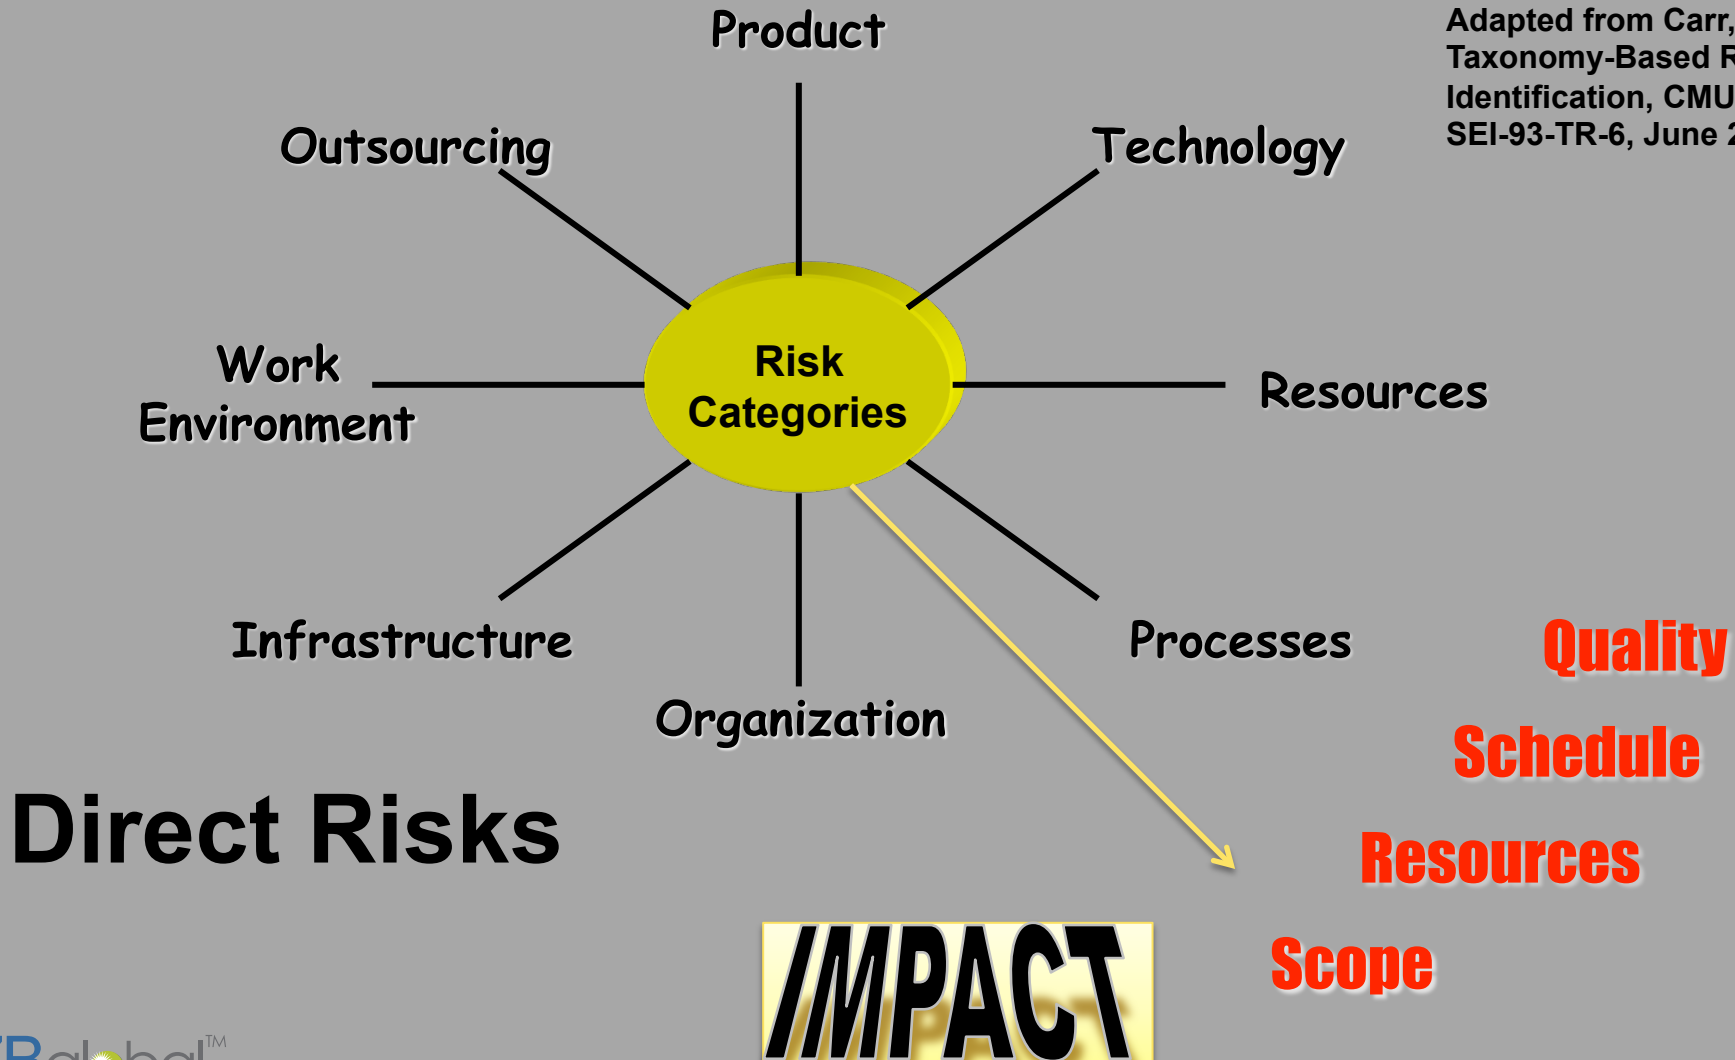 Product
Adapted from Carr,
Taxonomy-Based
Identification, CMU
SEI-93-TR-6, June
Outsourcing
Technology
Risk
Categories
Work
Environment
Resources
Infrastructure
Processes
Organization
Quality
Schedule
Resources
Scope
Direct Risks
IMPACT
Rglobal™